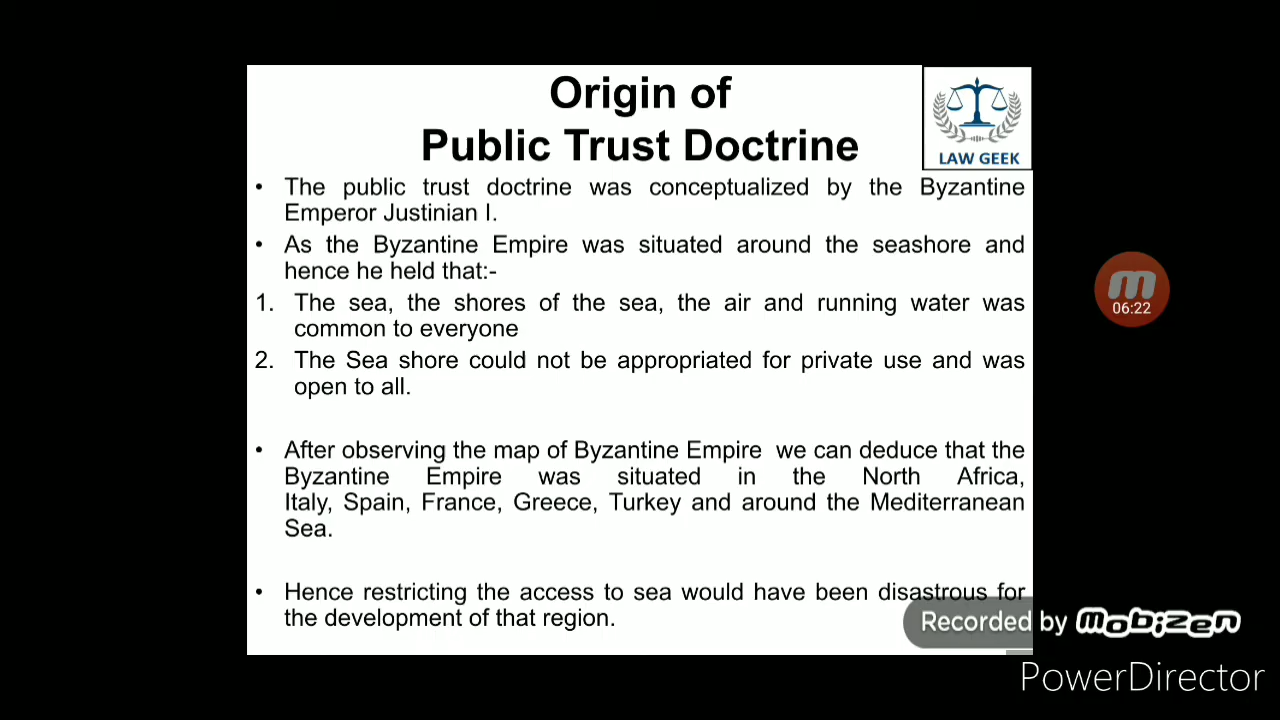 Origin of
Public Trust Doctrine
LAW GEEK
• The public trust doctrine was conceptualized by the Byzantine
Emperor Justinian I.
• As the Byzantine Empire was situated around the seashore and
hence he held that:-
1. The sea, the shores of the sea, the air and running water was
common to everyone
2. The Sea shore could not be appropriated for private use and was
open to all.
• After observing the map of Byzantine Empire we can deduce that the
Byzantine Empire was situated in the North Africa,
Italy, Spain, France, Greece, Turkey and around the Mediterranean
Sea.
• Hence restricting the access to sea would have been disastrous for
the development of that region.
06:22
Recorded by mobizen
PowerDirector